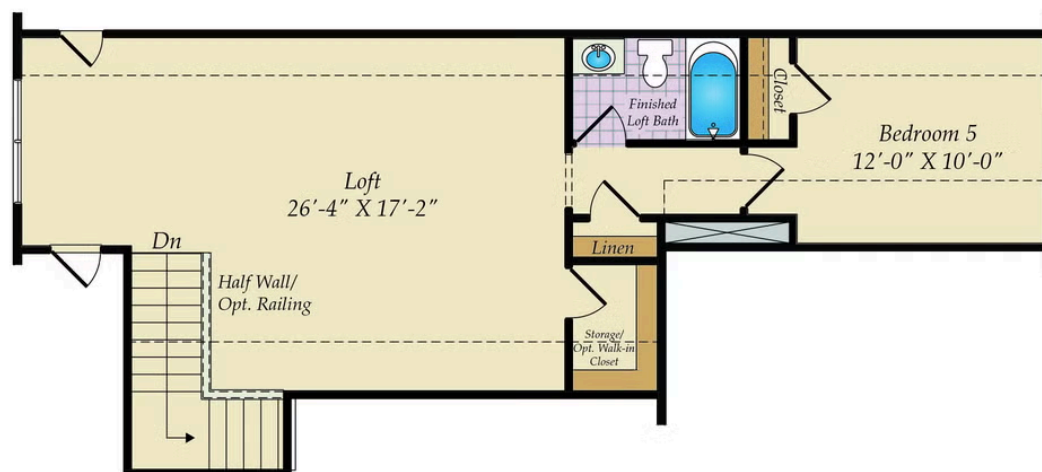 Finished
Loft Bath
Closet
Bedroom 5
12'-0" X 10'-0"
Loft
26'-4" X 17'-2"
Dn
Linen
Half Wall/
Opt. Railing
Storage/
Opt. Walk-in
Closet